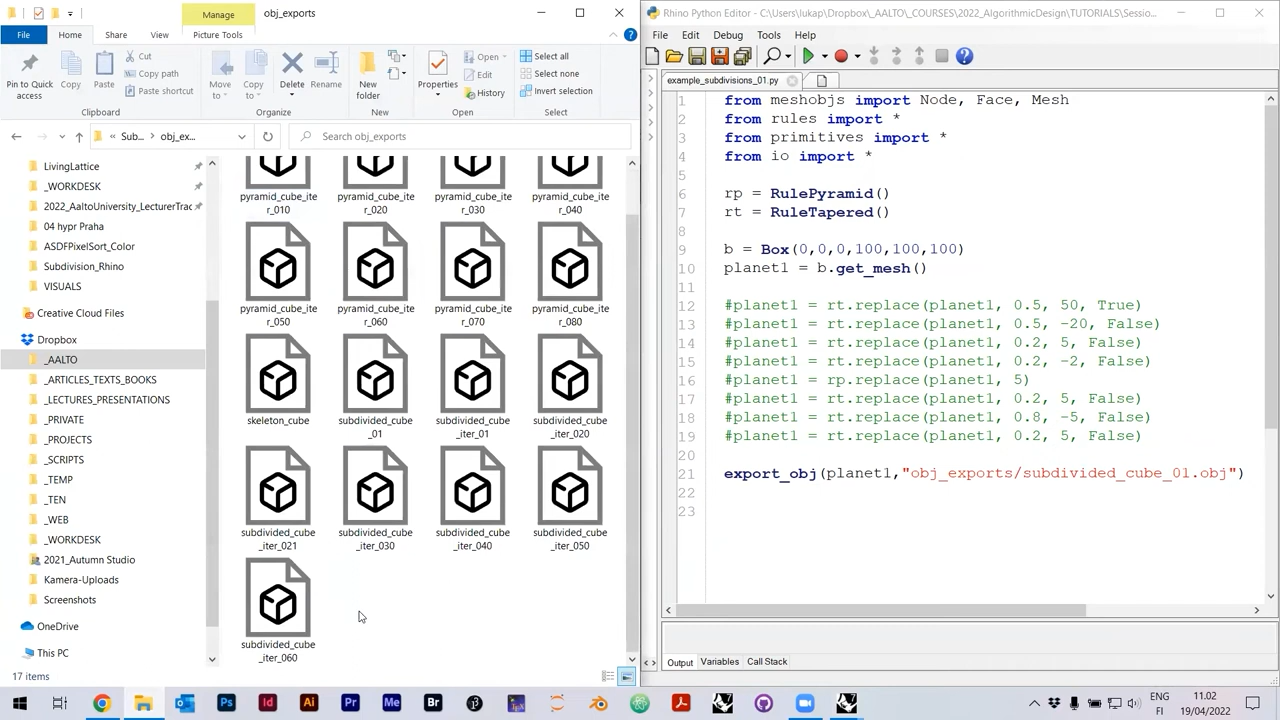 Manage
obj_exports
File
Home
Share
View
Picture Tools
Pin to Quick
access
Copy
Paste
Cut
Copy path
Paste shortcut
Clipboard
Move
to
Copy
to
Delete
Rename
Organize
New
folder
New
Properties
Open
Edit
History
Open
Select all
Select none
Invert selection
Select
« Sub... > obj_ex...
Search obj_exports
LivingLattice
_WORKDESK
2022_AaltoUniversity_LecturerTrac
04 hypr Praha
ASDFPixelSort_Color
Subdivision_Rhino
VISUALS
Creative Cloud Files
Dropbox
_AALTO
_ARTICLES_TEXTS_BOOKS
_LECTURES_PRESENTATIONS
_PRIVATE
_PROJECTS
_SCRIPTS
_TEMP
_TEN
_WEB
_WORKDESK
2021_Autumn Studio
Kamera-Uploads
Screenshots
OneDrive
This PC
pyramid_cube_ite
r_010
pyramid_cube_ite
r_020
pyramid_cube_ite
r_030
pyramid_cube_ite
r_040
pyramid_cube_ite
r_050
pyramid_cube_ite
r_060
pyramid_cube_ite
r_070
pyramid_cube_ite
r_080
skeleton_cube
subdivided_cube
_01
subdivided_cube
_iter_01
subdivided_cube
_iter_020
subdivided_cube
_iter_021
subdivided_cube
_iter_030
subdivided_cube
_iter_040
subdivided_cube
_iter_050
subdivided_cube
_iter_060
17 items
Rhino Python Editor - C:\Users\lukap\Dropbox\_AALTO\_COURSES\2022_AlgorithmicDesign\TUTORIALS\Sessio...
File Edit Debug Tools Help
example_subdivisions_01.py
1 from meshobjs import Node, Face, Mesh
2 from rules import *
3 from primitives import *
4 from io import *
5
6 rp = RulePyramid()
7 rt = RuleTapered()
8
9 b = Box(0,0,0,100,100,100)
10 planet1 = b.get_mesh()
11
12 #planet1 = rt.replace(planet1, 0.5, 50, True)
13 #planet1 = rt.replace(planet1, 0.5, -20, False)
14 #planet1 = rt.replace(planet1, 0.2, 5, False)
15 #planet1 = rt.replace(planet1, 0.2, -2, False)
16 #planet1 = rp.replace(planet1, 5)
17 #planet1 = rt.replace(planet1, 0.2, 5, False)
18 #planet1 = rt.replace(planet1, 0.8, -5, False)
19 #planet1 = rt.replace(planet1, 0.2, 5, False)
20
21 export_obj(planet1,"obj_exports/subdivided_cube_01.obj")
22
23
Output Variables Call Stack
Ps
Id
Ai
Pr
Me
Br
ENG
FI
11.02
19/04/2022